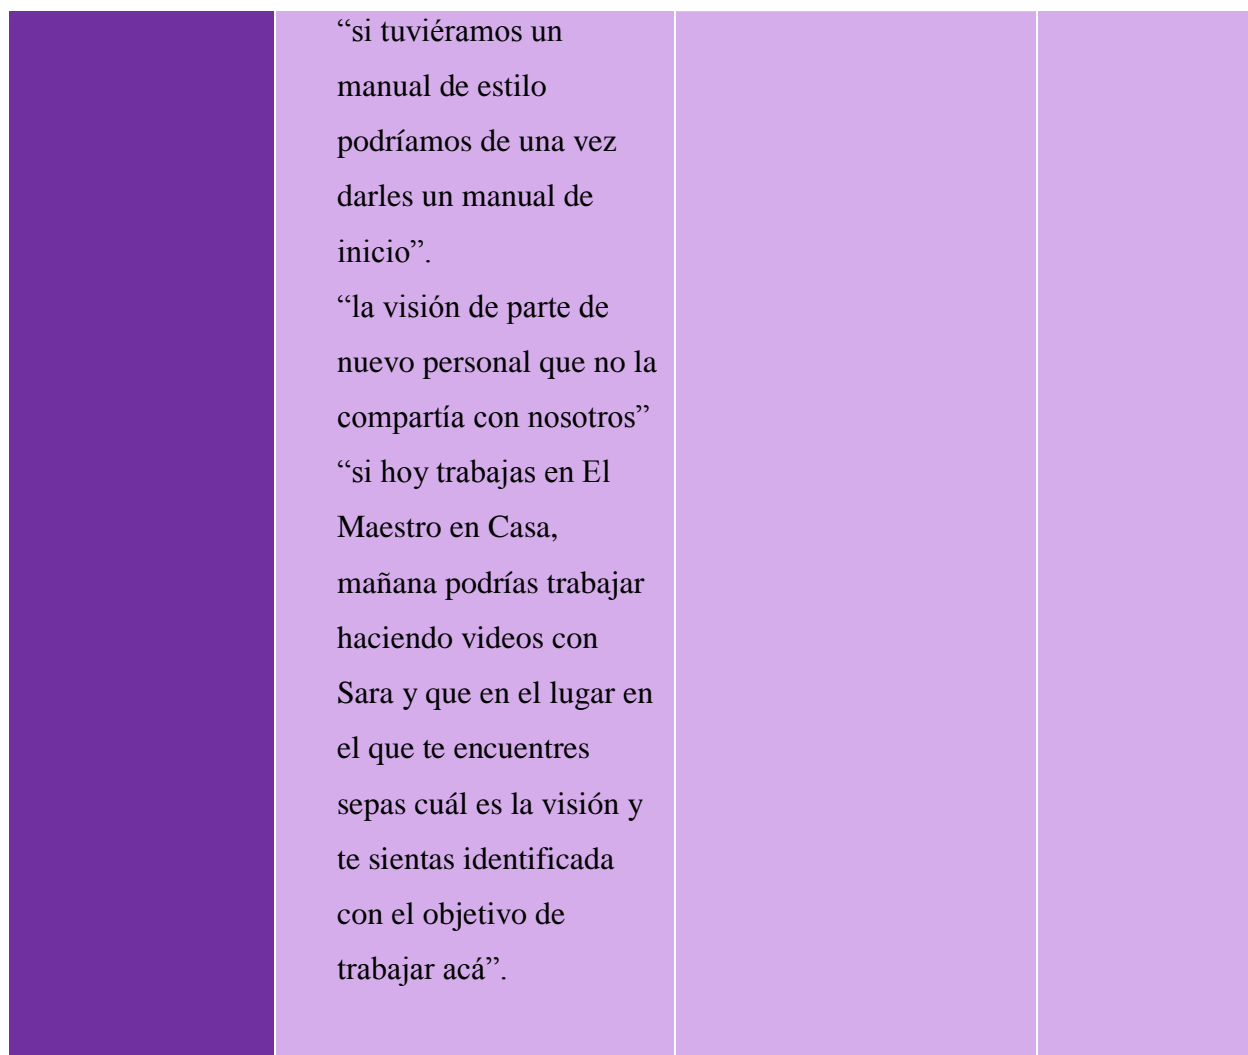 “si tuviéramos un
manual de estilo
podríamos de una vez
darles un manual de
inicio”.
“la visión de parte de
nuevo personal que no la
compartía con nosotros”
“si hoy trabajas en El
Maestro en Casa,
mañana podrías trabajar
haciendo videos con
Sara y que en el lugar en
el que te encuentres
sepas cuál es la visión y
te sientas identificada
con el objetivo de
trabajar acá”.